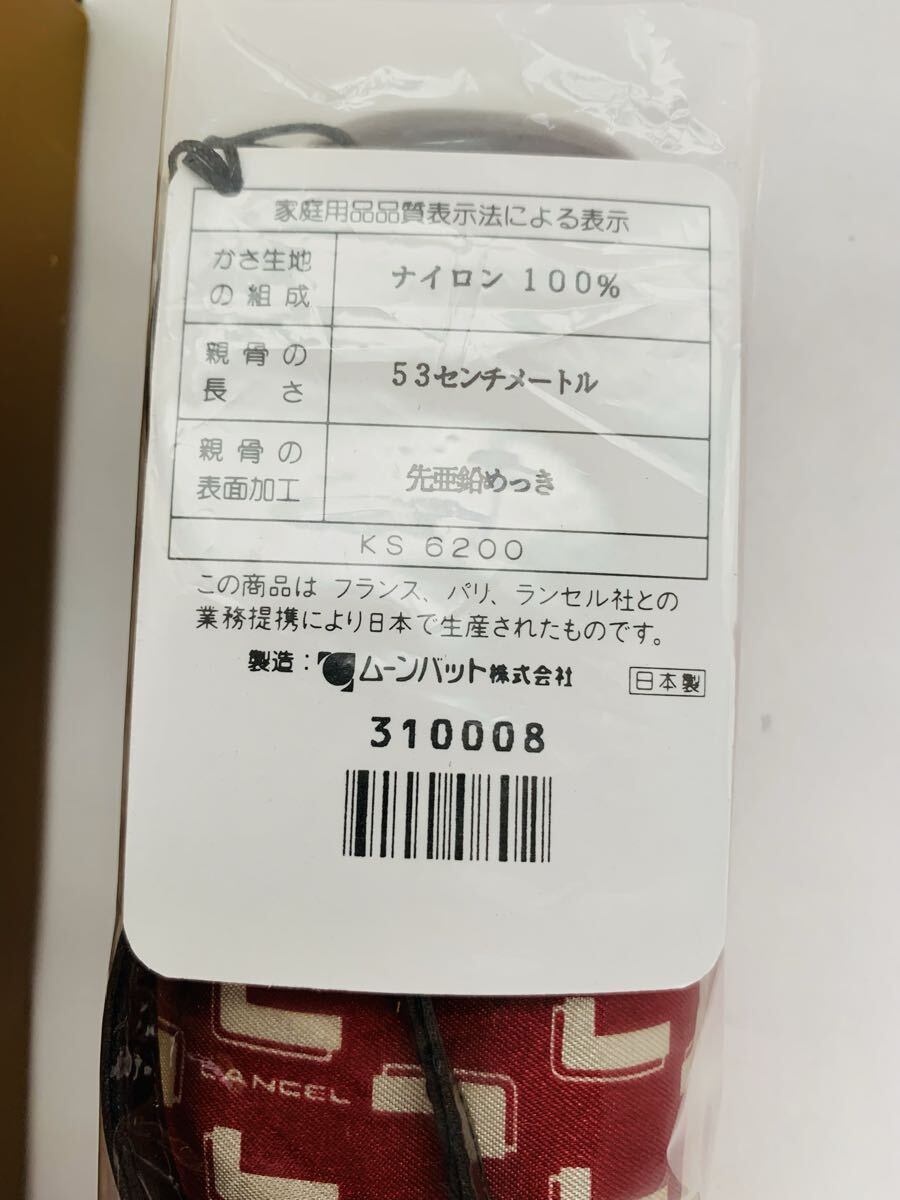 家庭用品品質表示法による表示
かさ生地
の組成
ナイロン 100%
親骨の
長さ
53センチメートル
親骨の
表面加工
先亜鉛めっき
KS 6200
この商品は フランス、パリ、ランセル社との
業務提携により日本で生産されたものです。
製造：ムーンバット株式会社
日本製
310008
LANCEL